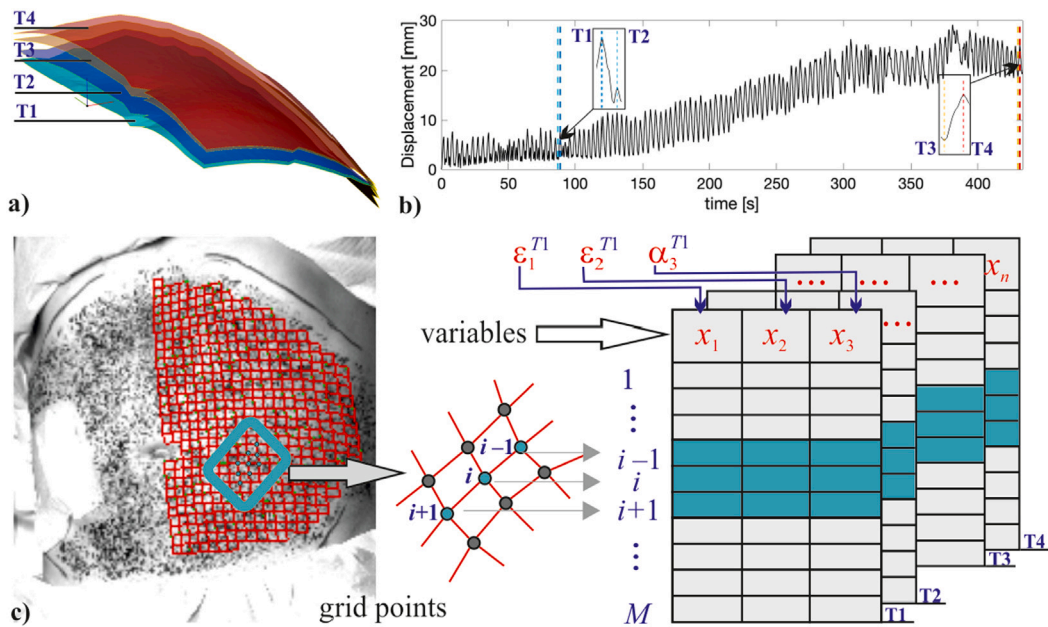 T4
T3
T2
T1
a)
Displacement [mm]
30
20
10
0
T1
T2
T3
T4
0 50 100 150 200 250 300 350 400
time [s]
b)
ε₁ᵀ¹ ε₂ᵀ¹ α₃ᵀ¹
variables
x₁ x₂ x₃
...
... ... ...
xₙ
1
⋮
i–1
i
i+1
⋮
M
i–1
i
i+1
T1
T2
T3
T4
grid points
c)